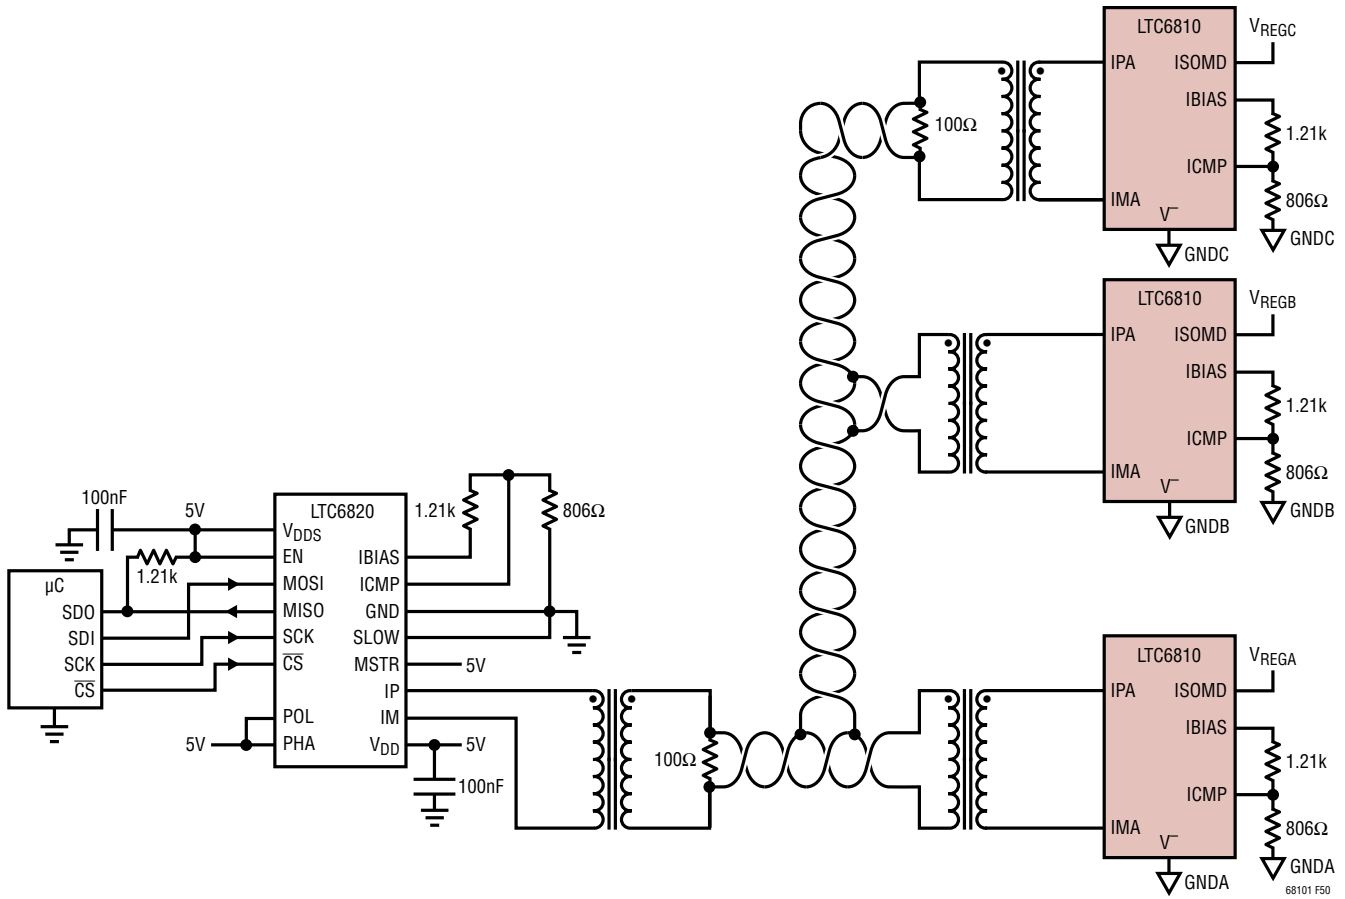 LTC6810
VREGC
IPA
ISOMD
IBIAS
100Ω
1.21k
ICMP
IMA
806Ω
V–
GNDC
GNDC
LTC6810
VREGB
IPA
ISOMD
IBIAS
1.21k
ICMP
IMA
806Ω
V–
GNDB
GNDB
100nF
5V
LTC6820
1.21k
806Ω
VDDS
EN
IBIAS
1.21k
µC
MOSI
ICMP
SDO
MISO
GND
SDI
SCK
SLOW
SCK
CS
MSTR
5V
CS
IP
POL
IM
5V
PHA
VDD
5V
100nF
100Ω
LTC6810
VREGA
IPA
ISOMD
IBIAS
1.21k
ICMP
IMA
806Ω
V–
GNDA
GNDA
68101 F50